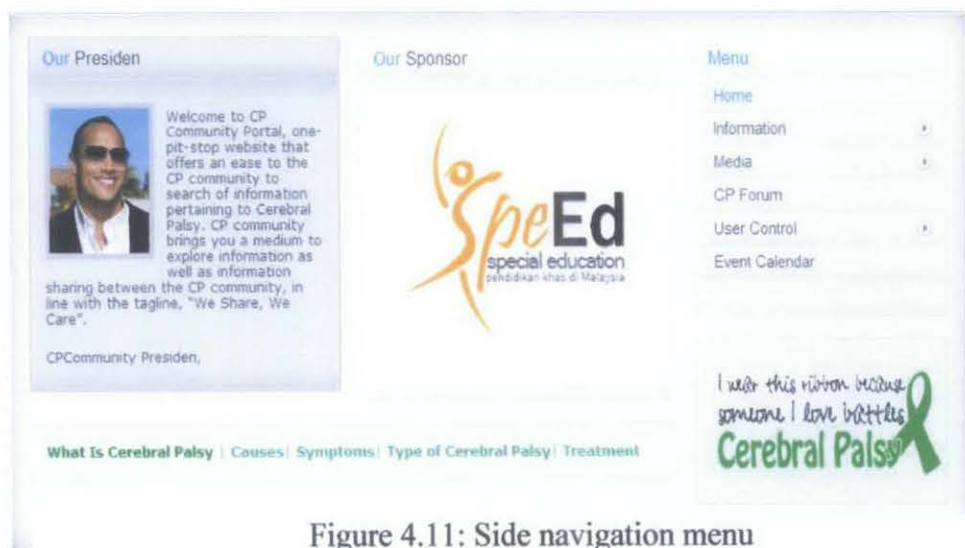 Our Presiden
Welcome to CP
Community Portal, one-
pit-stop website that
offers an ease to the
CP community to
search of information
pertaining to Cerebral
Palsy. CP community
brings you a medium to
explore information as
well as information
sharing between the CP community, in
line with the tagline, "We Share, We
Care".
CPCommunity Presiden,
Our Sponsor
SpeEd
special education
pendidikan khas di Malaysia
Menu
Home
Information
Media
CP Forum
User Control
Event Calendar
I wear this ribbon because
someone I love battles
Cerebral Palsy
What Is Cerebral Palsy | Causes | Symptoms | Type of Cerebral Palsy | Treatment
Figure 4.11: Side navigation menu